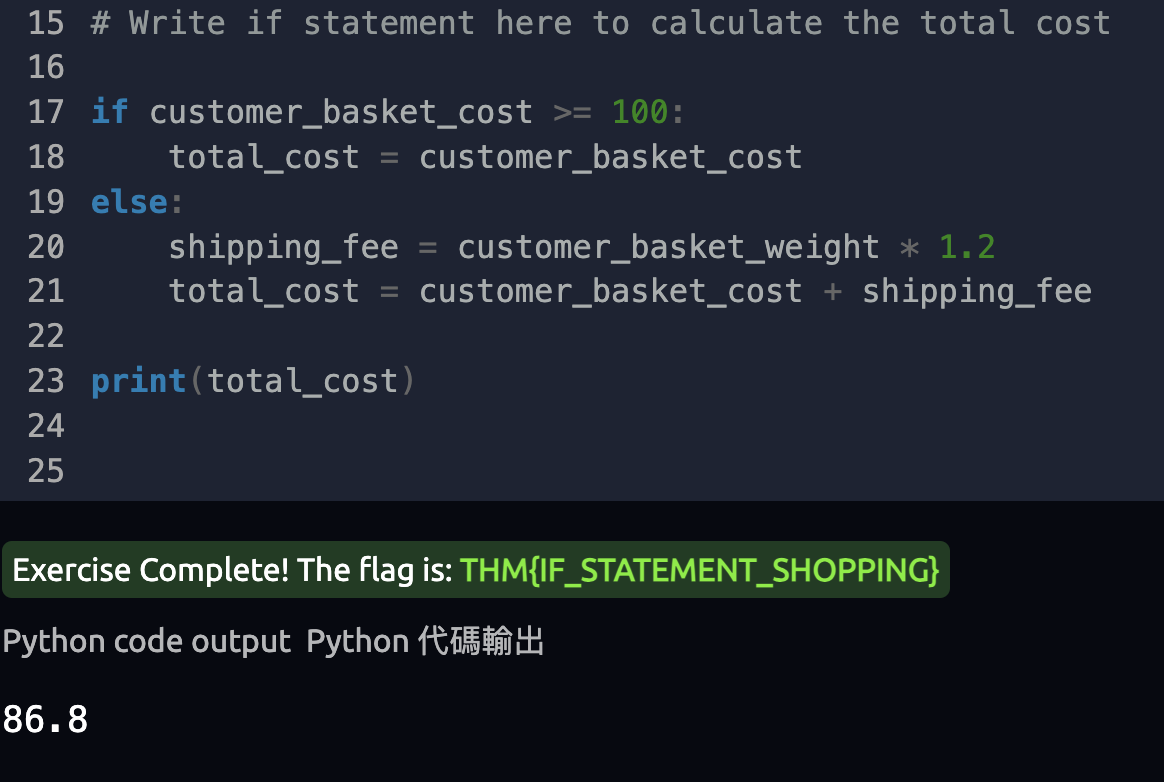 15 # Write if statement here to calculate the total cost
16
17 if customer_basket_cost >= 100:
18     total_cost = customer_basket_cost
19 else:
20     shipping_fee = customer_basket_weight * 1.2
21     total_cost = customer_basket_cost + shipping_fee
22
23 print(total_cost)
24
25
Exercise Complete! The flag is: THM{IF_STATEMENT_SHOPPING}
Python code output Python 代碼輸出
86.8